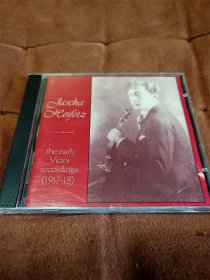 Jascha
Heifetz
the early
Victor
recordings
(1917-18)